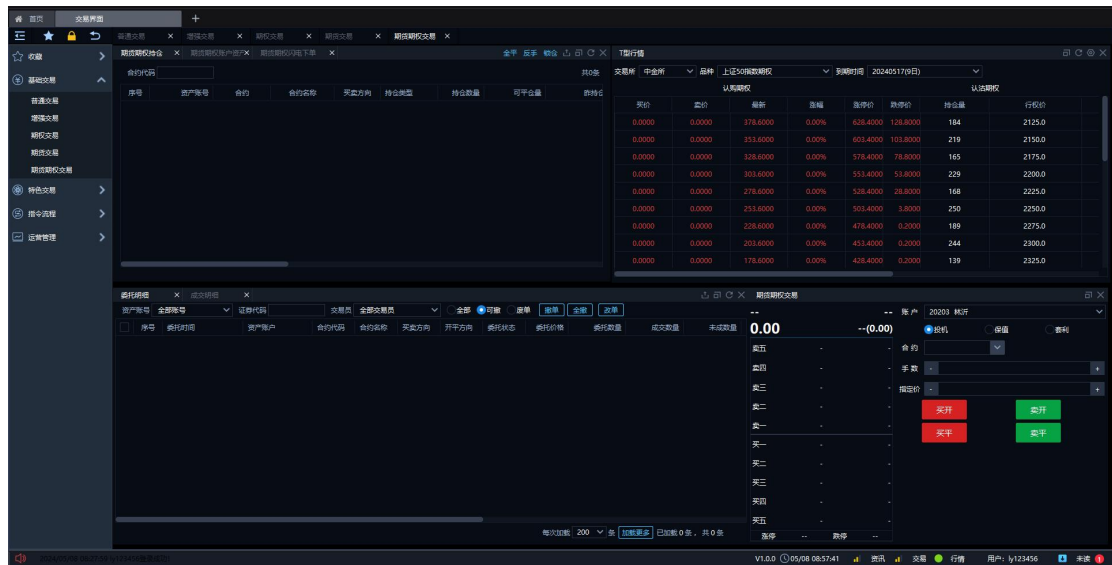 首页 交易界面 +
普通交易 × 增强交易 × 期权交易 × 期货交易 × 期货期权交易 ×
收藏
基础交易
普通交易
增强交易
期权交易
期货交易
期货期权交易
特色交易
指令流程
运营管理
期货期权持仓 × 期货期权账户资产× 期货期权闪电下单 × 全平 反手 锁仓
合约代码 共0条
序号 资产账号 合约 合约名称 买卖方向 持仓类型 持仓数量 可平仓量 昨持仓
T型行情
交易所 中金所 品种 上证50指数期权 到期时间 20240517(9日)
认购期权 认沽期权
买价 卖价 最新 涨幅 涨停价 跌停价 持仓量 行权价
0.0000 0.0000 378.6000 0.00% 628.4000 128.8000 184 2125.0
0.0000 0.0000 353.6000 0.00% 603.4000 103.8000 219 2150.0
0.0000 0.0000 328.6000 0.00% 578.4000 78.8000 165 2175.0
0.0000 0.0000 303.6000 0.00% 553.4000 53.8000 229 2200.0
0.0000 0.0000 278.6000 0.00% 528.4000 28.8000 168 2225.0
0.0000 0.0000 253.6000 0.00% 503.4000 3.8000 250 2250.0
0.0000 0.0000 228.6000 0.00% 478.4000 0.2000 189 2275.0
0.0000 0.0000 203.6000 0.00% 453.4000 0.2000 244 2300.0
0.0000 0.0000 178.6000 0.00% 428.4000 0.2000 139 2325.0
委托明细 × 成交明细 ×
资产账号 全部账号 证券代码 交易员 全部交易员 全部 可撤 废单 撤单 全撤 改单
序号 委托时间 资产账户 合约代码 合约名称 买卖方向 开平方向 委托状态 委托价格 委托数量 成交数量 未成数量
每次加载 200 条 加载更多 已加载 0 条， 共 0 条
期货期权交易
-- --
0.00 --(0.00)
卖五 - -
卖四 - -
卖三 - -
卖二 - -
卖一 - -
买一 - -
买二 - -
买三 - -
买四 - -
买五 - -
涨停 -- 跌停 --
账户 20203 林沂
投机 保值 套利
合约
手数 - +
指定价 - +
买开 卖开
买平 卖平
V1.0.0 05/08 08:57:41 资讯 交易 行情 用户: ly123456 未读 1